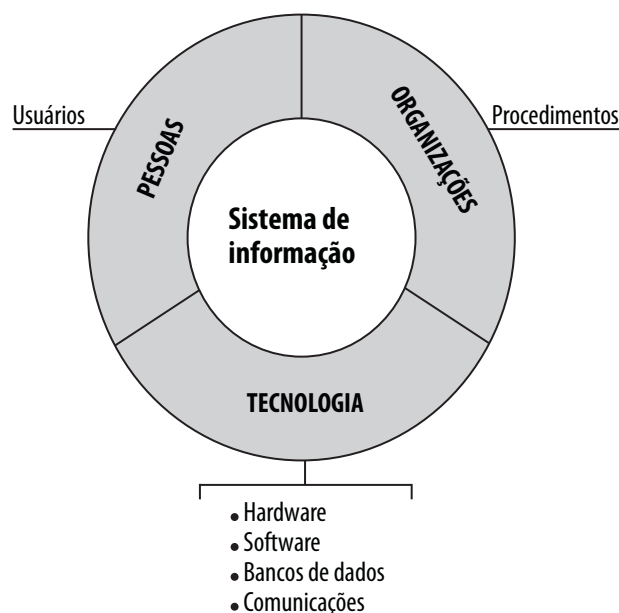 Usuários
PESSOAS
ORGANIZAÇÕES
Procedimentos
Sistema de
informação
TECNOLOGIA
• Hardware
• Software
• Bancos de dados
• Comunicações